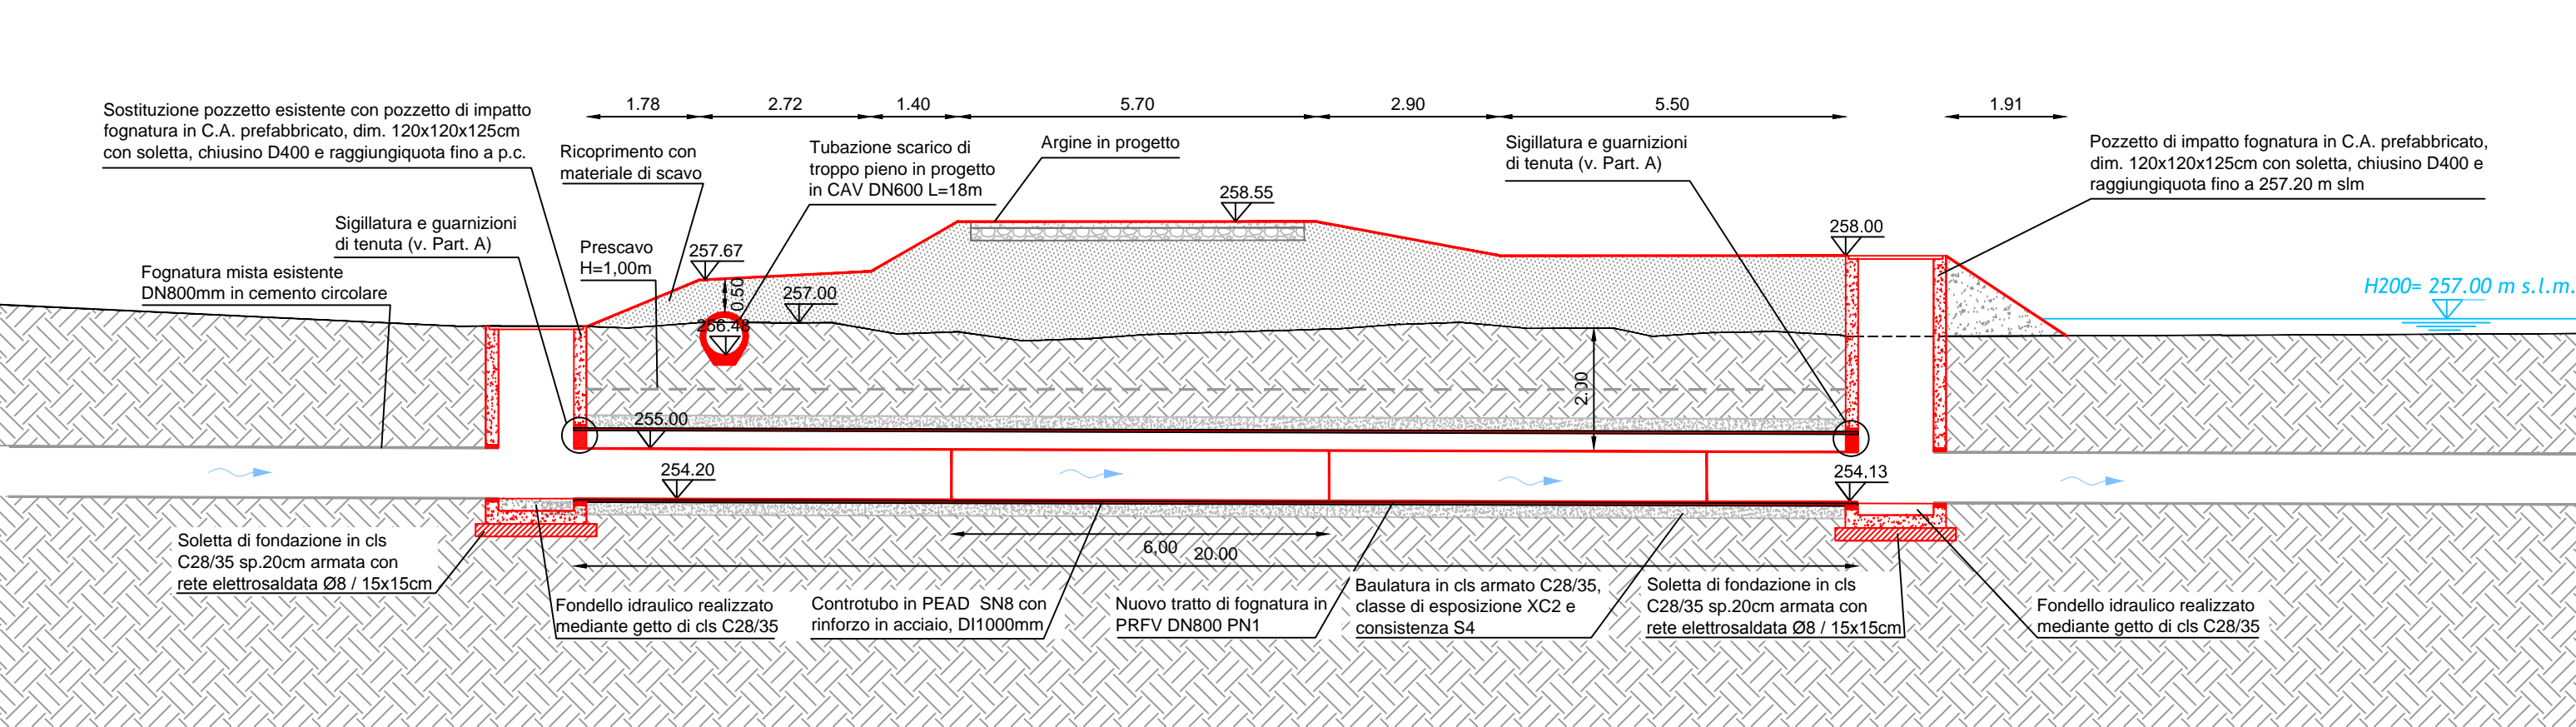 1.78
2.72
1.40
5.70
2.90
5.50
1.91
Sostituzione pozzetto esistente con pozzetto di impatto
fognatura in C.A. prefabbricato, dim. 120x120x125cm
con soletta, chiusino D400 e raggiungiquota fino a p.c.
Ricoprimento con
materiale di scavo
Tubazione scarico di
troppo pieno in progetto
in CAV DN600 L=18m
Argine in progetto
Sigillatura e guarnizioni
di tenuta (v. Part. A)
Pozzetto di impatto fognatura in C.A. prefabbricato,
dim. 120x120x125cm con soletta, chiusino D400 e
raggiungiquota fino a 257.20 m slm
Sigillatura e guarnizioni
di tenuta (v. Part. A)
Prescavo
H=1,00m
Fognatura mista esistente
DN800mm in cemento circolare
258.55
258.00
257.67
0.50
257.00
256.48
H200= 257.00 m s.l.m.
2.00
255.00
254.20
254.13
6,00
20.00
Soletta di fondazione in cls
C28/35 sp.20cm armata con
rete elettrosaldata Ø8 / 15x15cm
Fondello idraulico realizzato
mediante getto di cls C28/35
Controtubo in PEAD SN8 con
rinforzo in acciaio, DI1000mm
Nuovo tratto di fognatura in
PRFV DN800 PN1
Baulatura in cls armato C28/35,
classe di esposizione XC2 e
consistenza S4
Soletta di fondazione in cls
C28/35 sp.20cm armata con
rete elettrosaldata Ø8 / 15x15cm
Fondello idraulico realizzato
mediante getto di cls C28/35